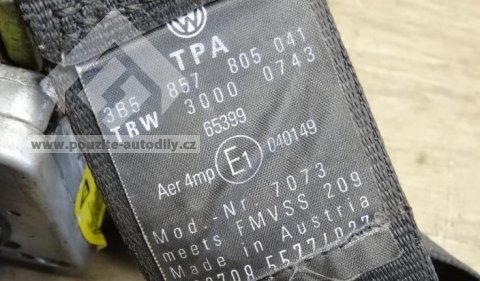 VW
TPA
3B5 857 805 041
TRW 3000 0743
65399
Aer 4mp E1 040149
Mod.-Nr. 7073
meets FMVSS 209
Made in Austria
www.pouzite-autodily.cz